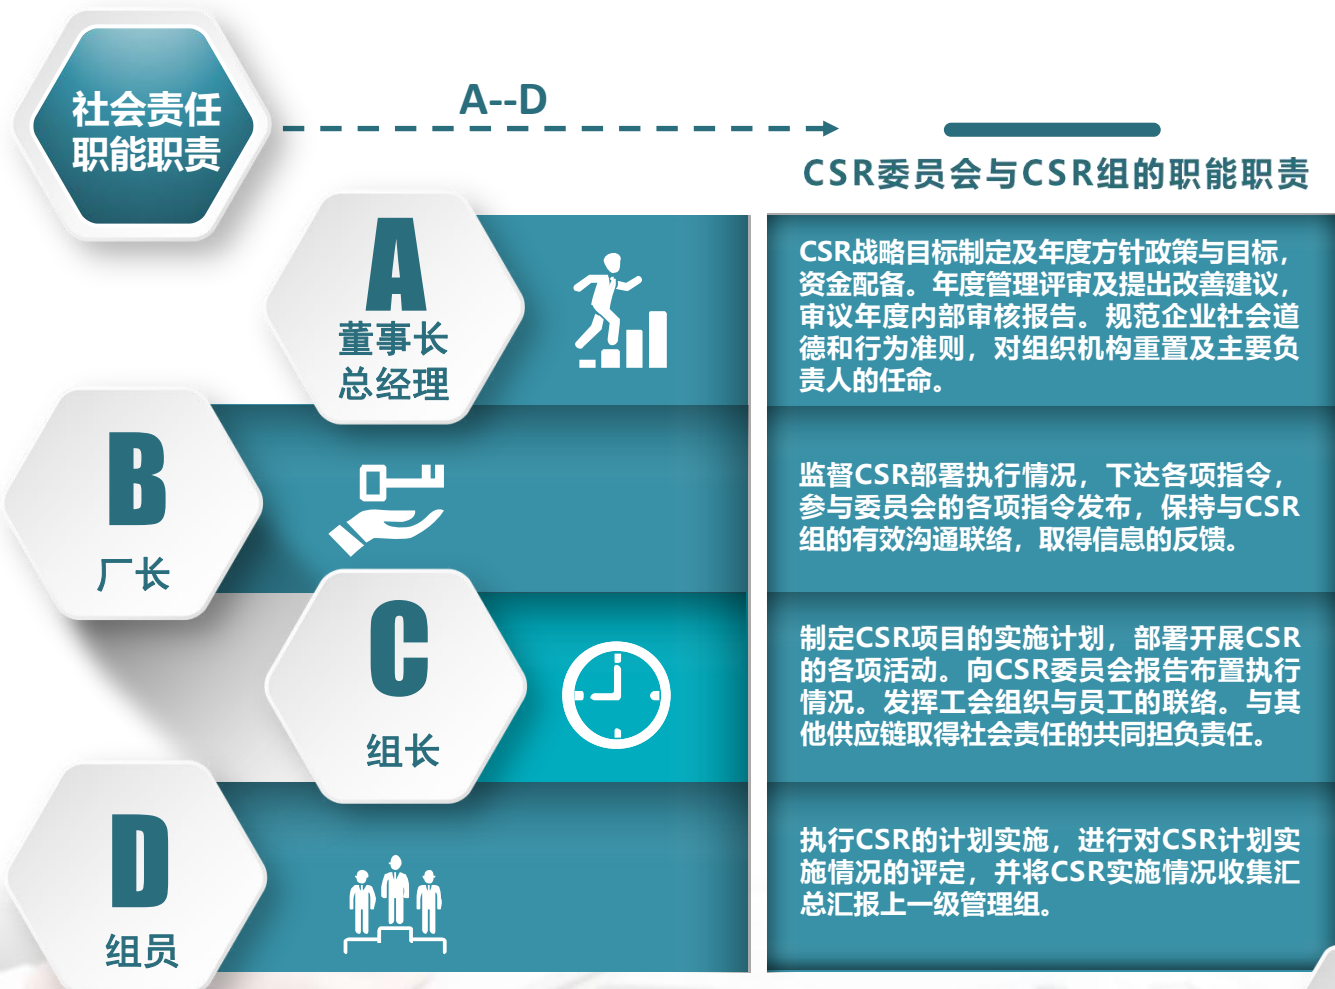 社会责任
职能职责
A--D
CSR委员会与CSR组的职能职责
A
董事长
总经理
CSR战略目标制定及年度方针政策与目标，
资金配备。年度管理评审及提出改善建议，
审议年度内部审核报告。规范企业社会道
德和行为准则，对组织机构重置及主要负
责人的任命。
B
厂长
监督CSR部署执行情况，下达各项指令，
参与委员会的各项指令发布，保持与CSR
组的有效沟通联络，取得信息的反馈。
C
组长
制定CSR项目的实施计划，部署开展CSR
的各项活动。向CSR委员会报告布置执行
情况。发挥工会组织与员工的联络。与其
他供应链取得社会责任的共同担负责任。
D
组员
执行CSR的计划实施，进行对CSR计划实
施情况的评定，并将CSR实施情况收集汇
总汇报上一级管理组。